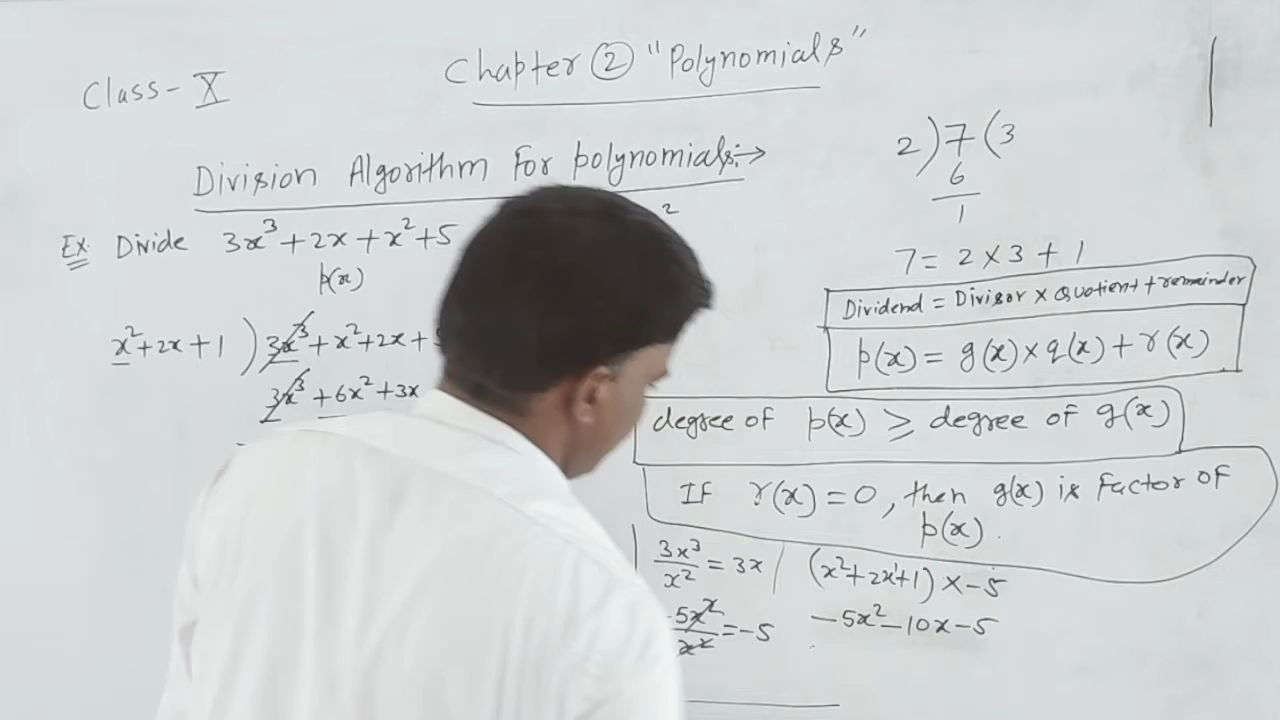 Class - X
Chapter ② "Polynomials"
Division Algorithm For polynomials:→
Ex. Divide 3x³ + 2x + x² + 5
2
p(x)
x² + 2x + 1 ) 3x³ + x² + 2x +
3x³ + 6x² + 3x
2 ) 7 ( 3
6
1
7 = 2 × 3 + 1
Dividend = Divisor × Quotient + remainder
p(x) = g(x) × q(x) + r(x)
degree of p(x) ⩾ degree of g(x)
If r(x) = 0, then g(x) is Factor of
p(x).
3x³/x² = 3x
(x² + 2x + 1) × -5
-5x²/x² = -5
-5x² - 10x - 5